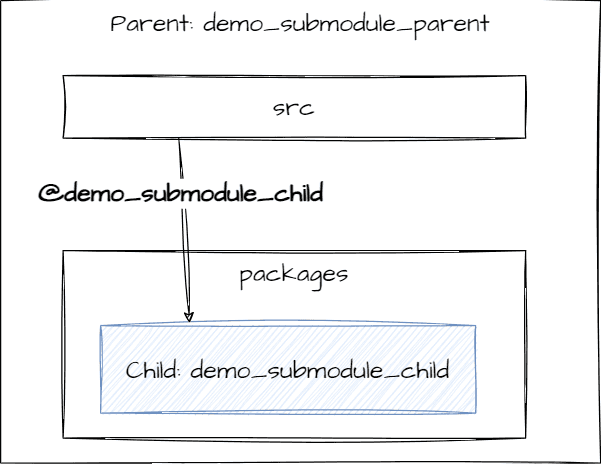 Parent: demo_submodule_parent
src
@demo_submodule_child
packages
Child: demo_submodule_child